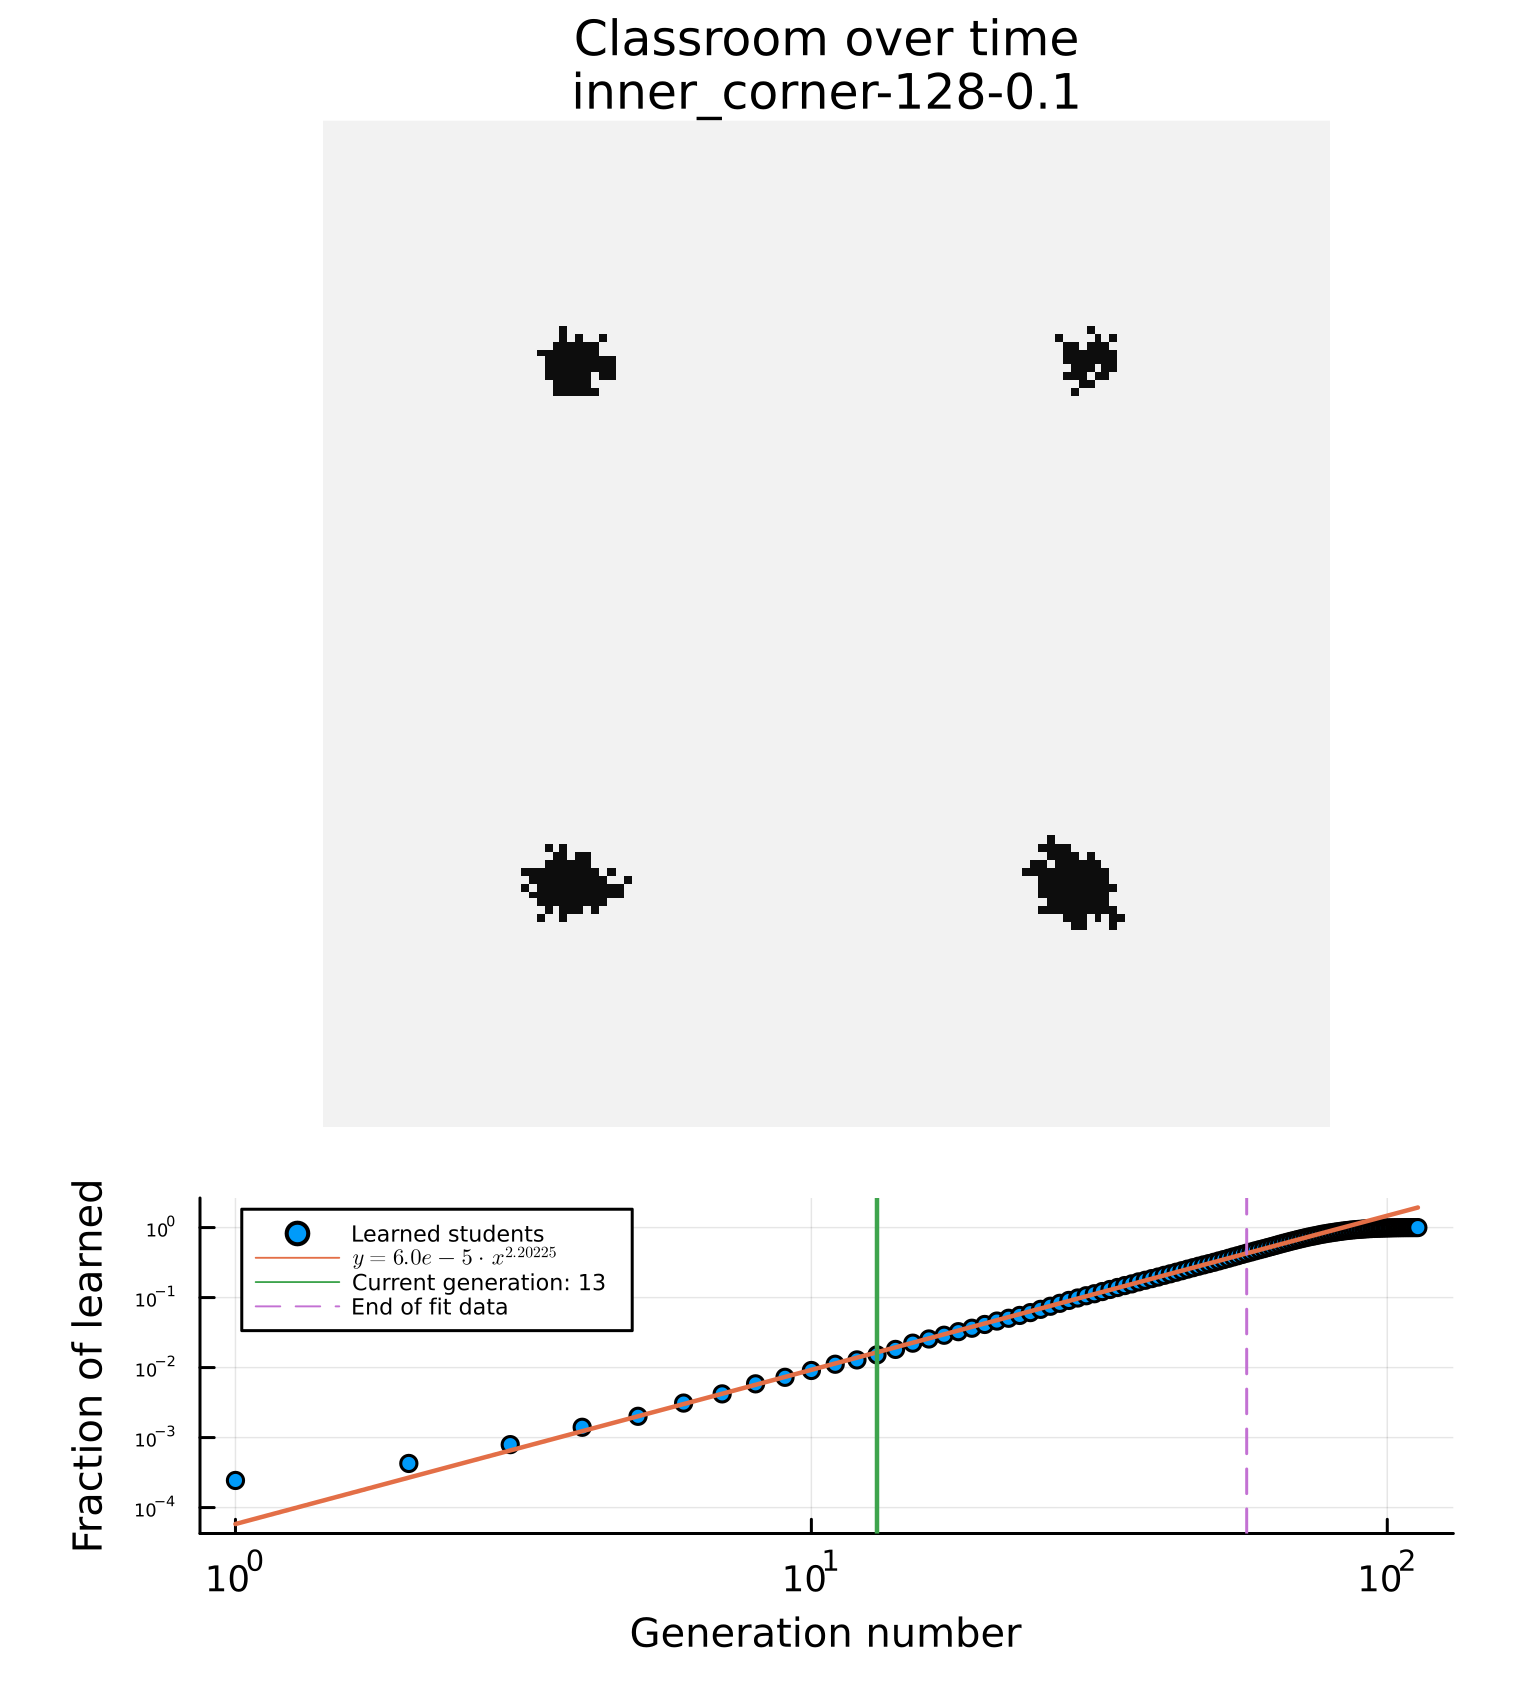 Classroom over time
inner_corner-128-0.1
Fraction of learned
10^0
10^−1
10^−2
10^−3
10^−4
Learned students
y = 6.0e − 5 · x^2.20225
Current generation: 13
End of fit data
10^0
10^1
10^2
Generation number